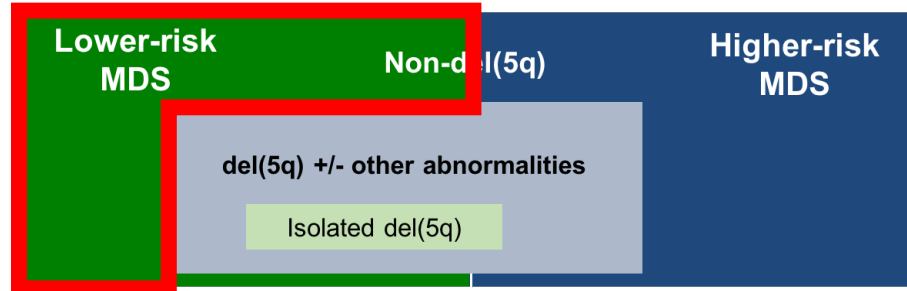 Lower-risk
MDS
Non-del(5q)
Higher-risk
MDS
del(5q) +/- other abnormalities
Isolated del(5q)